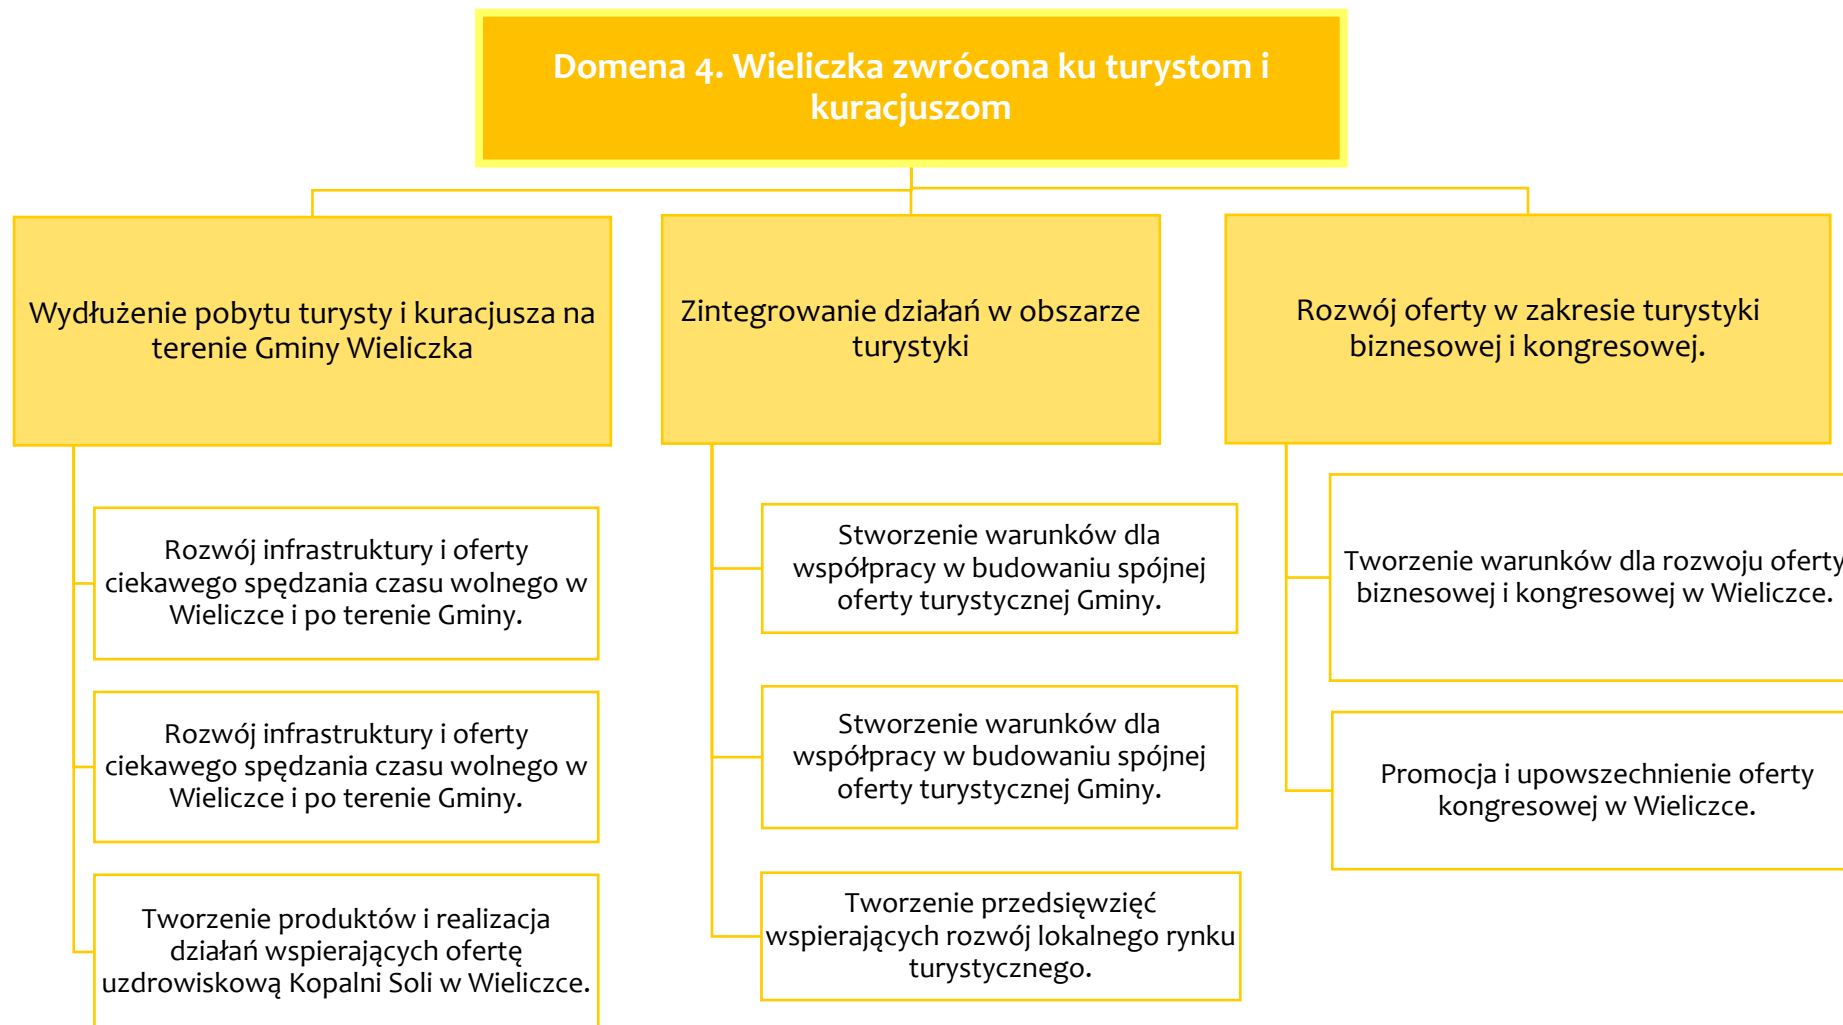 Domena 4. Wieliczka zwrócona ku turystom i
kuracjuszom
Wydłużenie pobytu turysty i kuracjusza na
terenie Gminy Wieliczka
Rozwój infrastruktury i oferty
ciekawego spędzania czasu wolnego w
Wieliczce i po terenie Gminy.
Rozwój infrastruktury i oferty
ciekawego spędzania czasu wolnego w
Wieliczce i po terenie Gminy.
Tworzenie produktów i realizacja
działań wspierających ofertę
uzdrowiskową Kopalni Soli w Wieliczce.
Zintegrowanie działań w obszarze
turystyki
Stworzenie warunków dla
współpracy w budowaniu spójnej
oferty turystycznej Gminy.
Stworzenie warunków dla
współpracy w budowaniu spójnej
oferty turystycznej Gminy.
Tworzenie przedsięwzięć
wspierających rozwój lokalnego rynku
turystycznego.
Rozwój oferty w zakresie turystyki
biznesowej i kongresowej.
Tworzenie warunków dla rozwoju oferty
biznesowej i kongresowej w Wieliczce.
Promocja i upowszechnienie oferty
kongresowej w Wieliczce.